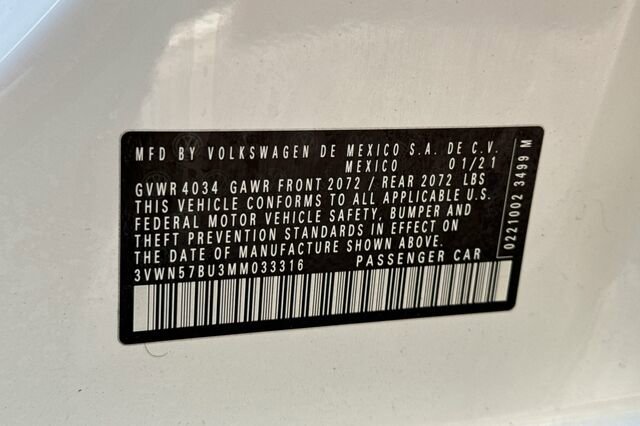 MFD BY VOLKSWAGEN DE MEXICO S.A. DE C.V.
MEXICO 01/21
GVWR 4034 GAWR FRONT 2072 / REAR 2072 LBS
THIS VEHICLE CONFORMS TO ALL APPLICABLE U.S.
FEDERAL MOTOR VEHICLE SAFETY, BUMPER AND
THEFT PREVENTION STANDARDS IN EFFECT ON
THE DATE OF MANUFACTURE SHOWN ABOVE.
3VWN57BU3MM033316 PASSENGER CAR
0221002 3499 M